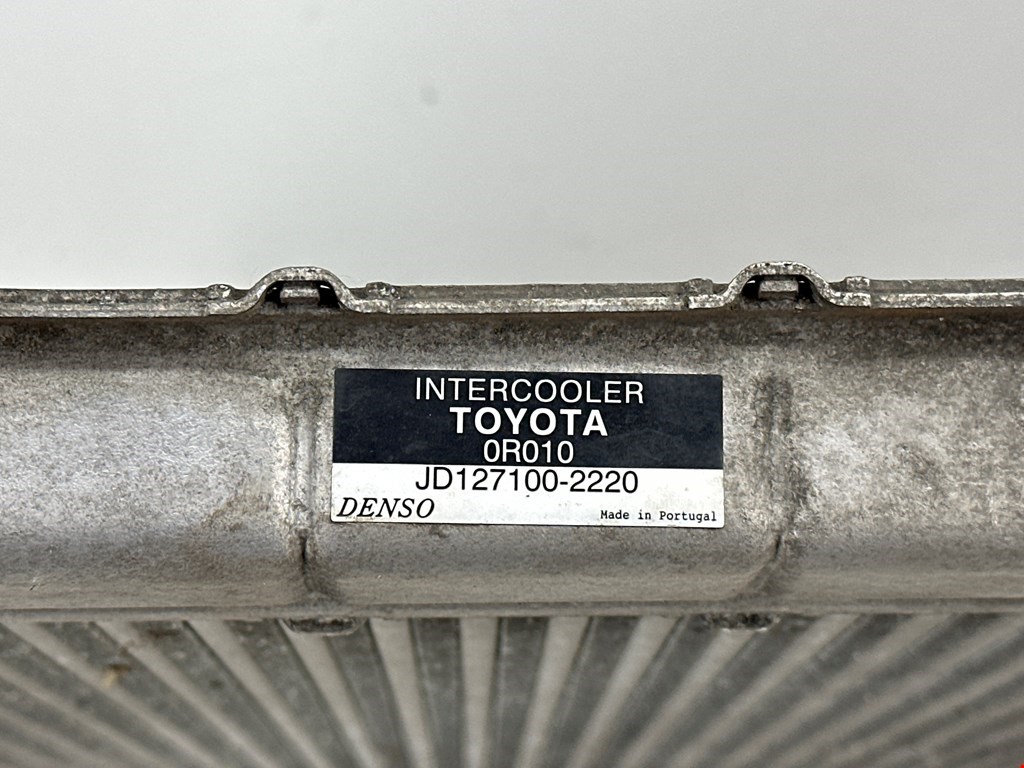 INTERCOOLER
TOYOTA
0R010
JD127100-2220
DENSO
Made in Portugal